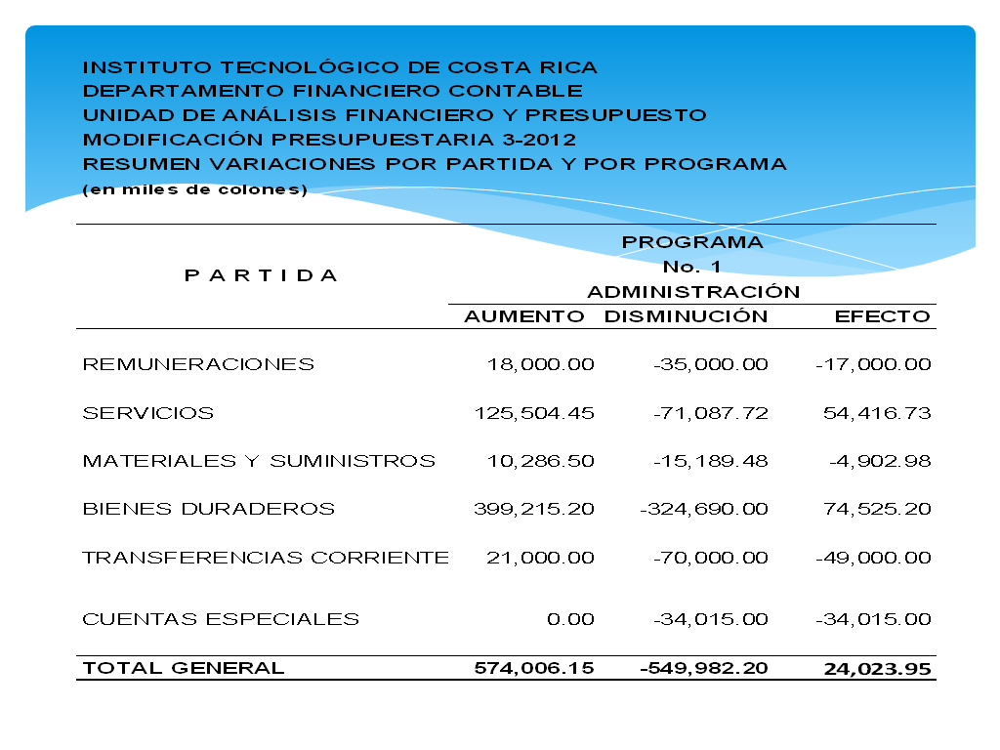 INSTITUTO TECNOLÓGICO DE COSTA RICA
DEPARTAMENTO FINANCIERO CONTABLE
UNIDAD DE ANÁLISIS FINANCIERO Y PRESUPUESTO
MODIFICACIÓN PRESUPUESTARIA 3-2012
RESUMEN VARIACIONES POR PARTIDA Y POR PROGRAMA
(en miles de colones)
PROGRAMA
No. 1
P A R T I D A
ADMINISTRACIÓN
AUMENTO DISMINUCIÓN EFECTO
REMUNERACIONES 18,000.00 -35,000.00 -17,000.00
SERVICIOS 125,504.45 -71,087.72 54,416.73
MATERIALES Y SUMINISTROS 10,286.50 -15,189.48 -4,902.98
BIENES DURADEROS 399,215.20 -324,690.00 74,525.20
TRANSFERENCIAS CORRIENTE 21,000.00 -70,000.00 -49,000.00
CUENTAS ESPECIALES 0.00 -34,015.00 -34,015.00
TOTAL GENERAL 574,006.15 -549,982.20 24,023.95